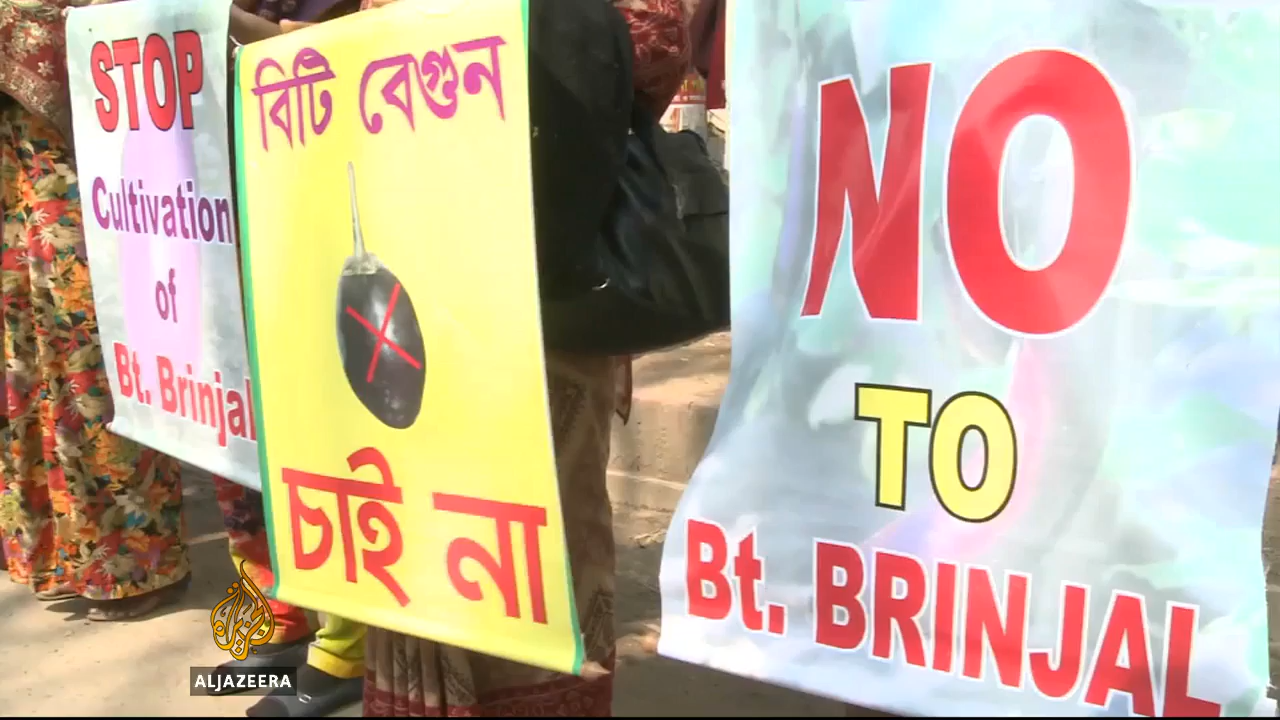 STOP
Cultivation
of
Bt. Brinjal
বিটি বেগুন
চাই না
NO
TO
Bt. BRINJAL
ALJAZEERA